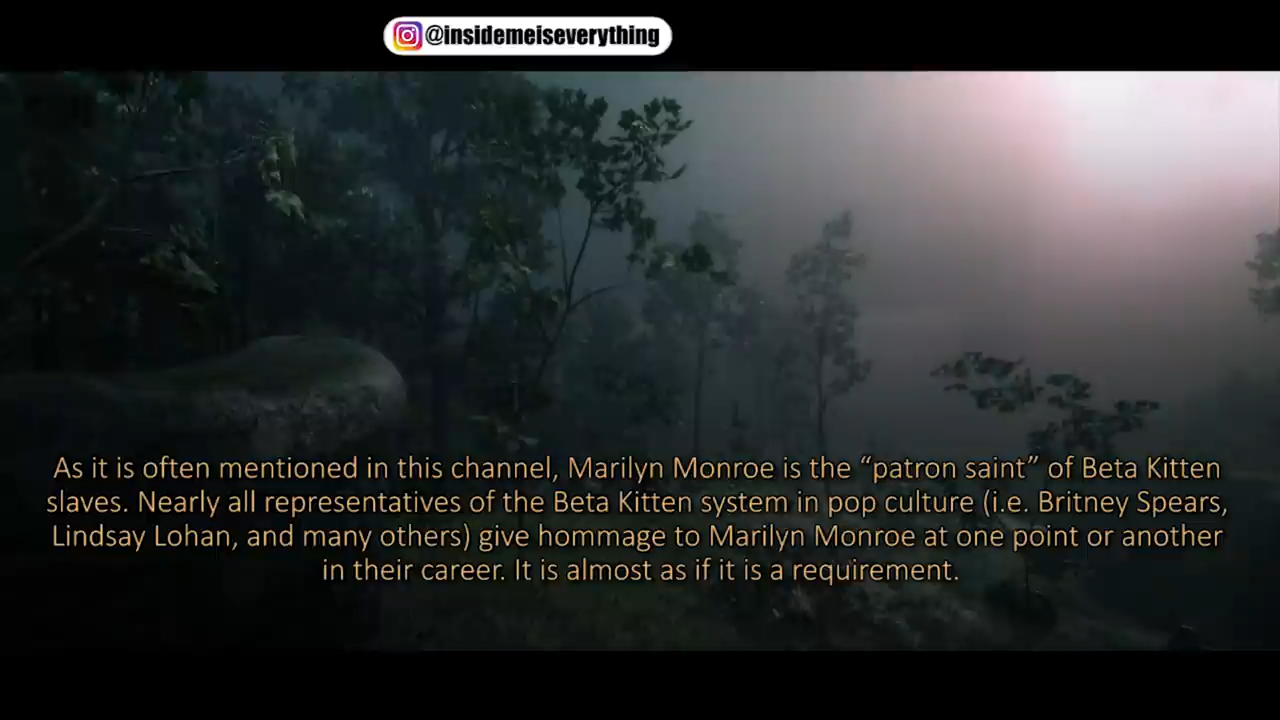 @insidemeiseverything
As it is often mentioned in this channel, Marilyn Monroe is the “patron saint” of Beta Kitten
slaves. Nearly all representatives of the Beta Kitten system in pop culture (i.e. Britney Spears,
Lindsay Lohan, and many others) give hommage to Marilyn Monroe at one point or another
in their career. It is almost as if it is a requirement.